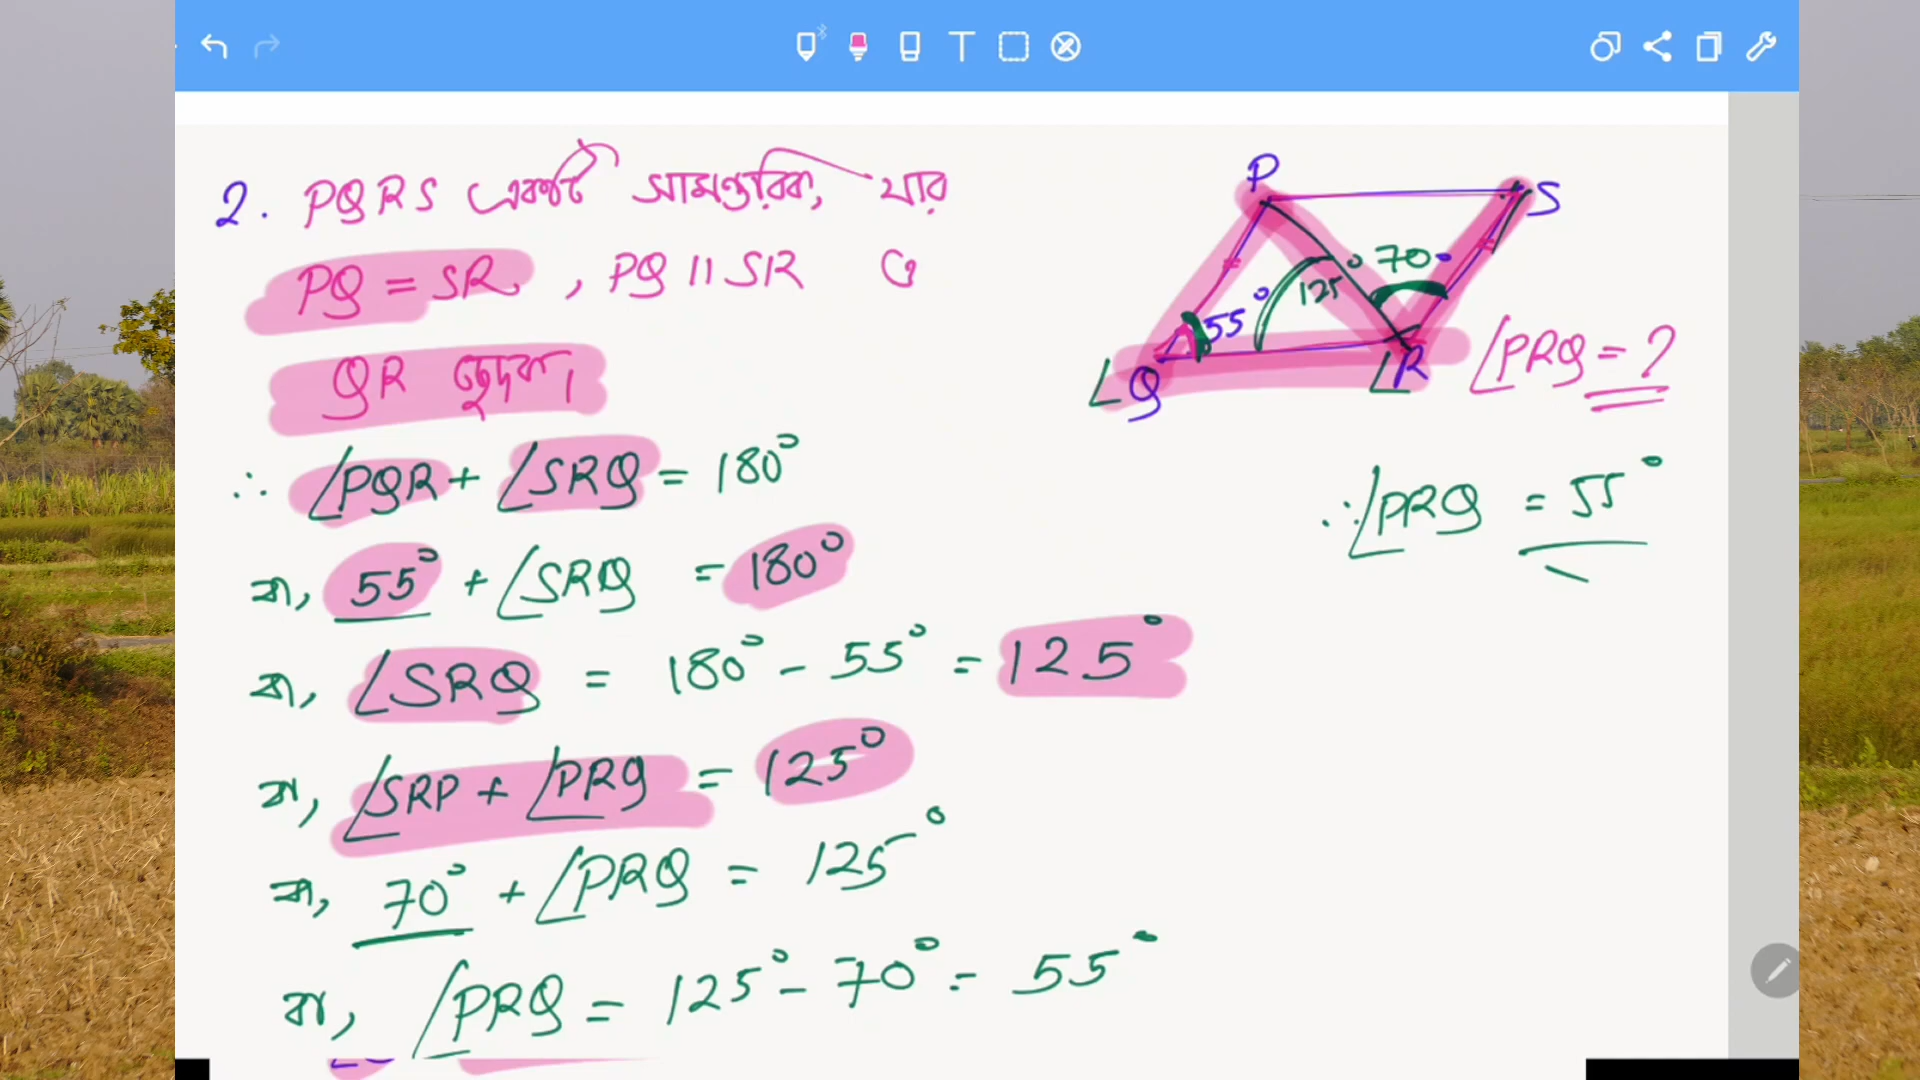 2. PQRS একটি সামান্তরিক, যার
PQ = SR, PQ || SR ও
QR ছেদক।
∴ ∠PQR + ∠SRQ = 180°
বা, 55° + ∠SRQ = 180°
বা, ∠SRQ = 180° - 55° = 125°
বা, ∠SRP + ∠PRQ = 125°
বা, 70° + ∠PRQ = 125°
বা, ∠PRQ = 125° - 70° = 55°
P
S
70°
125°
55°
∠Q
∠R
∠PRQ = ?
∴ ∠PRQ = 55°